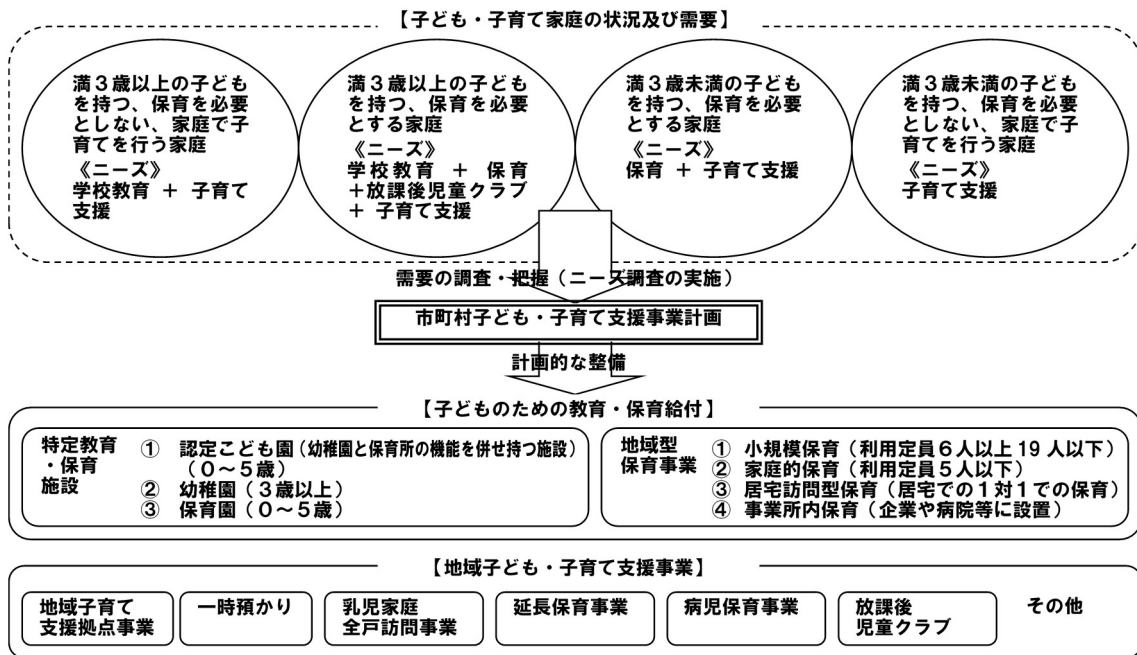 【子ども・子育て家庭の状況及び需要】
満３歳以上の子ども
を持つ、保育を必要
としない、家庭で子
育てを行う家庭
《ニーズ》
学校教育 ＋ 子育て
支援
満３歳以上の子ども
を持つ、保育を必要
とする家庭
《ニーズ》
学校教育 ＋ 保育
＋放課後児童クラブ
＋ 子育て支援
満３歳未満の子ども
を持つ、保育を必要
とする家庭
《ニーズ》
保育 ＋ 子育て支援
満３歳未満の子ども
を持つ、保育を必要
としない、家庭で子
育てを行う家庭
《ニーズ》
子育て支援
需要の調査・把握（ニーズ調査の実施）
市町村子ども・子育て支援事業計画
計画的な整備
【子どものための教育・保育給付】
特定教育
・保育
施設
① 認定こども園（幼稚園と保育所の機能を併せ持つ施設）
（０～５歳）
② 幼稚園（３歳以上）
③ 保育園（０～５歳）
地域型
保育事業
① 小規模保育（利用定員６人以上 19 人以下）
② 家庭的保育（利用定員５人以下）
③ 居宅訪問型保育（居宅での１対１での保育）
④ 事業所内保育（企業や病院等に設置）
【地域子ども・子育て支援事業】
地域子育て
支援拠点事業
一時預かり
乳児家庭
全戸訪問事業
延長保育事業
病児保育事業
放課後
児童クラブ
その他